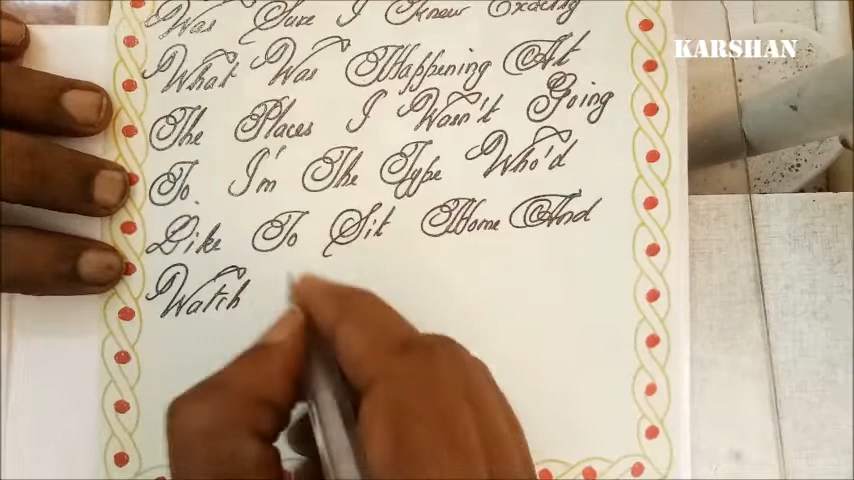 Was Sure I Knew Exactly
KARSHAN
What Was Happening At
The Places I Wasn't Going
To. I'm The Type Who'd
Like To Sit Home And
Watch